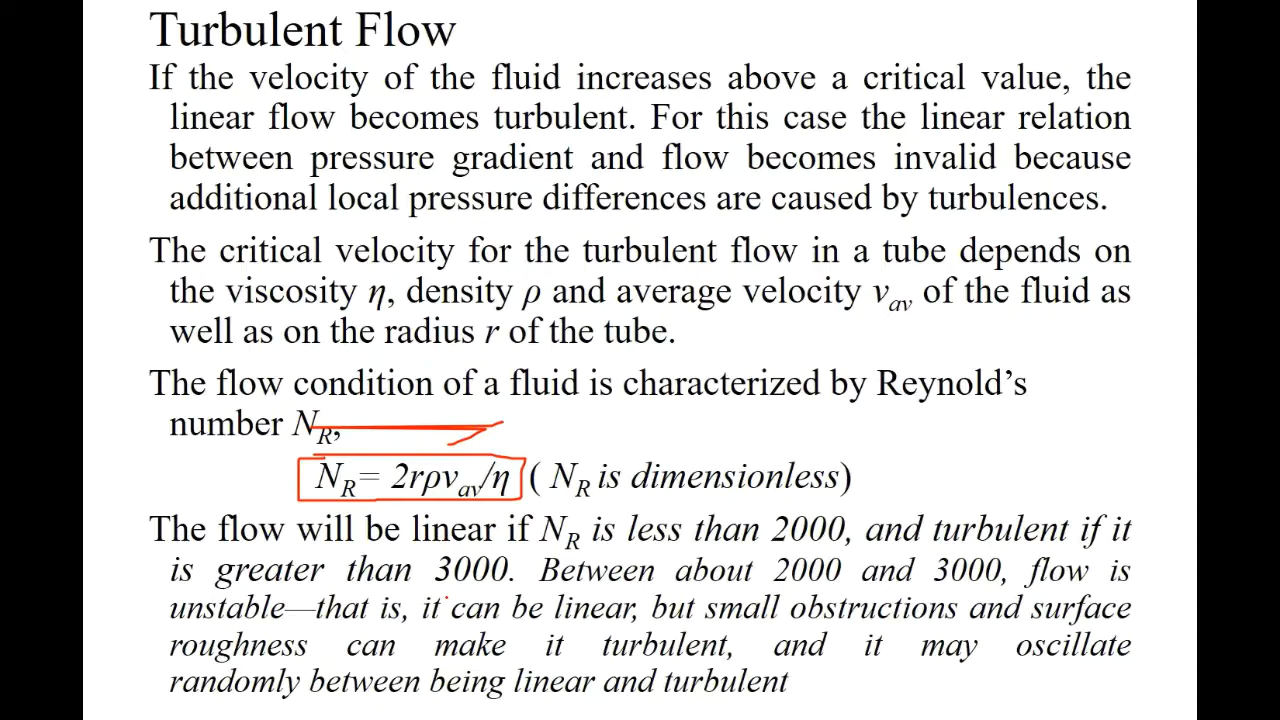 Turbulent Flow
If the velocity of the fluid increases above a critical value, the
linear flow becomes turbulent. For this case the linear relation
between pressure gradient and flow becomes invalid because
additional local pressure differences are caused by turbulences.
The critical velocity for the turbulent flow in a tube depends on
the viscosity η, density ρ and average velocity vav of the fluid as
well as on the radius r of the tube.
The flow condition of a fluid is characterized by Reynold’s
number NR,
NR= 2rρvav/η ( NR is dimensionless)
The flow will be linear if NR is less than 2000, and turbulent if it
is greater than 3000. Between about 2000 and 3000, flow is
unstable—that is, it can be linear, but small obstructions and surface
roughness can make it turbulent, and it may oscillate
randomly between being linear and turbulent